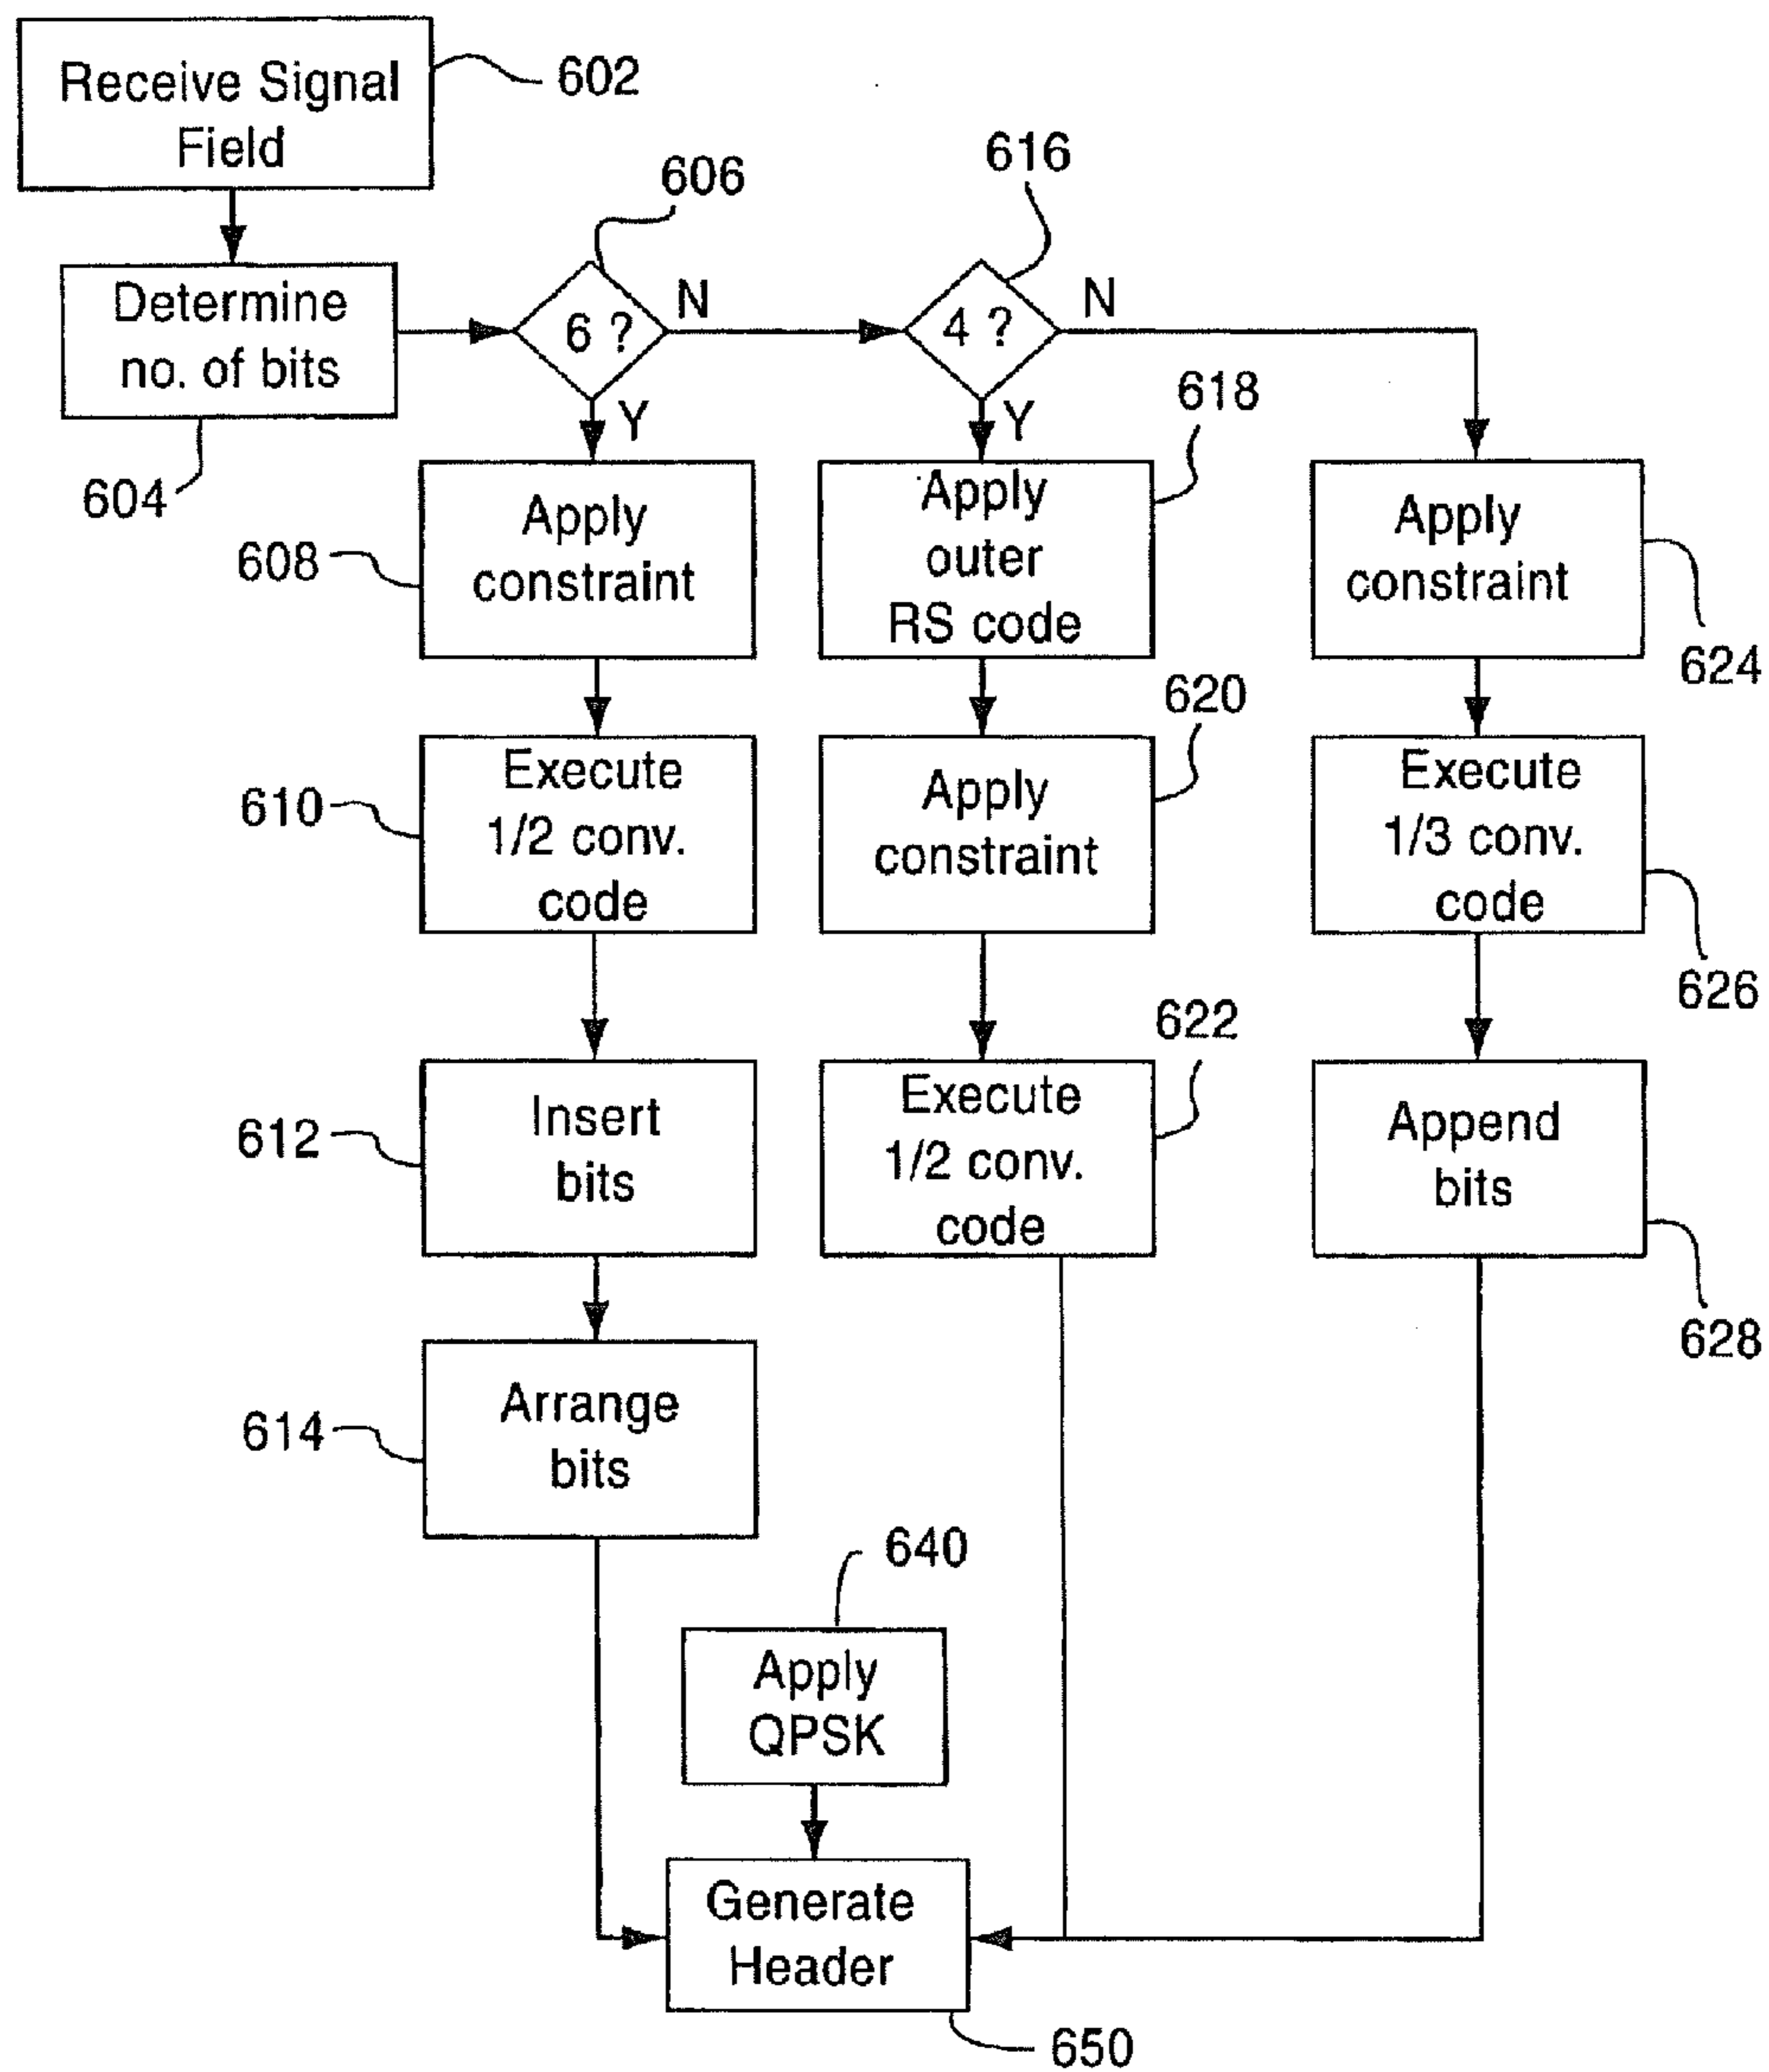 Receive Signal
Field
602
Determine
no. of bits
604
606
6 ?
N
Y
616
4 ?
N
Y
608
Apply
constraint
618
Apply
outer
RS code
Apply
constraint
624
610
Execute
1/2 conv.
code
620
Apply
constraint
Execute
1/3 conv.
code
626
612
Insert
bits
622
Execute
1/2 conv.
code
Append
bits
628
614
Arrange
bits
640
Apply
QPSK
Generate
Header
650